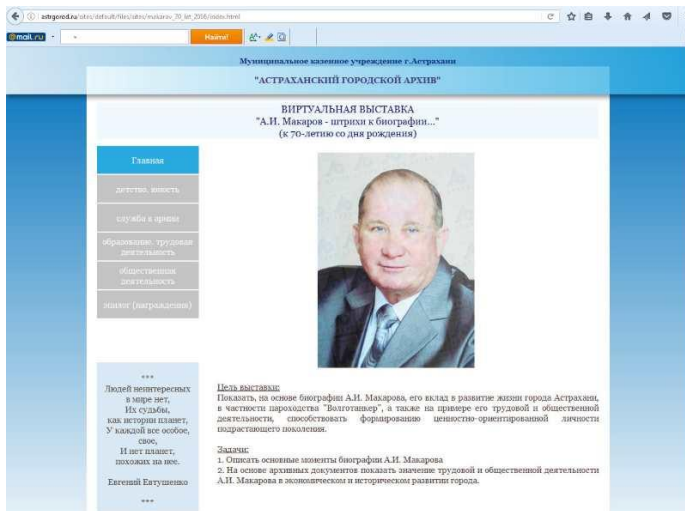 astrgorod.ru/sites/default/files/sites/makarov_70_let_2016/index.html
@mail.ru
Найти!
Муниципальное казенное учреждение г.Астрахани
"АСТРАХАНСКИЙ ГОРОДСКОЙ АРХИВ"
ВИРТУАЛЬНАЯ ВЫСТАВКА
"А.И. Макаров - штрихи к биографии..."
(к 70-летию со дня рождения)
Главная
детство, юность
служба в армии
образование, трудовая
деятельность
общественная
деятельность
эпилог (награждения)
***
Людей неинтересных
в мире нет,
Их судьбы,
как истории планет,
У каждой все особое,
свое,
И нет планет,
похожих на нее.
Евгений Евтушенко
***
Цель выставки:
Показать, на основе биографии А.И. Макарова, его вклад в развитие жизни города Астрахани,
в частности пароходства "Волготанкер", а также на примере его трудовой и общественной
деятельности, способствовать формированию ценностно-ориентированной личности
подрастающего поколения.
Задачи:
1. Описать основные моменты биографии А.И. Макарова
2. На основе архивных документов показать значение трудовой и общественной деятельности
А.И. Макарова в экономическом и историческом развитии города.